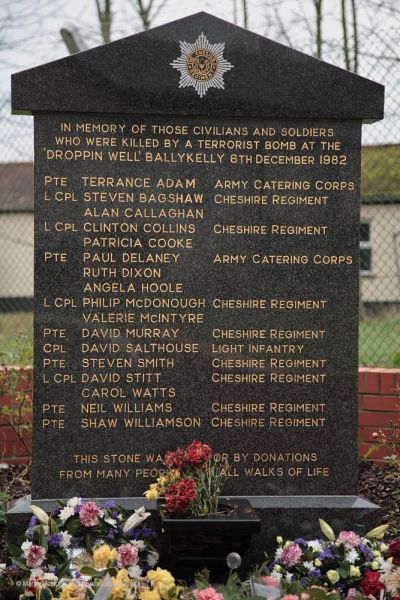 IN MEMORY OF THOSE CIVILIANS AND SOLDIERS
WHO WERE KILLED BY A TERRORIST BOMB AT THE
'DROPPIN WELL' BALLYKELLY 6TH DECEMBER 1982
PTE TERRANCE ADAM ARMY CATERING CORPS
L CPL STEVEN BAGSHAW CHESHIRE REGIMENT
ALAN CALLAGHAN
L CPL CLINTON COLLINS CHESHIRE REGIMENT
PATRICIA COOKE
PTE PAUL DELANEY ARMY CATERING CORPS
RUTH DIXON
ANGELA HOOLE
L CPL PHILIP MCDONOUGH CHESHIRE REGIMENT
VALERIE MCINTYRE
PTE DAVID MURRAY CHESHIRE REGIMENT
CPL DAVID SALTHOUSE LIGHT INFANTRY
PTE STEVEN SMITH CHESHIRE REGIMENT
L CPL DAVID STITT CHESHIRE REGIMENT
CAROL WATTS
PTE NEIL WILLIAMS CHESHIRE REGIMENT
PTE SHAW WILLIAMSON CHESHIRE REGIMENT
THIS STONE WAS OR BY DONATIONS
FROM MANY PEOP ALL WALKS OF LIFE